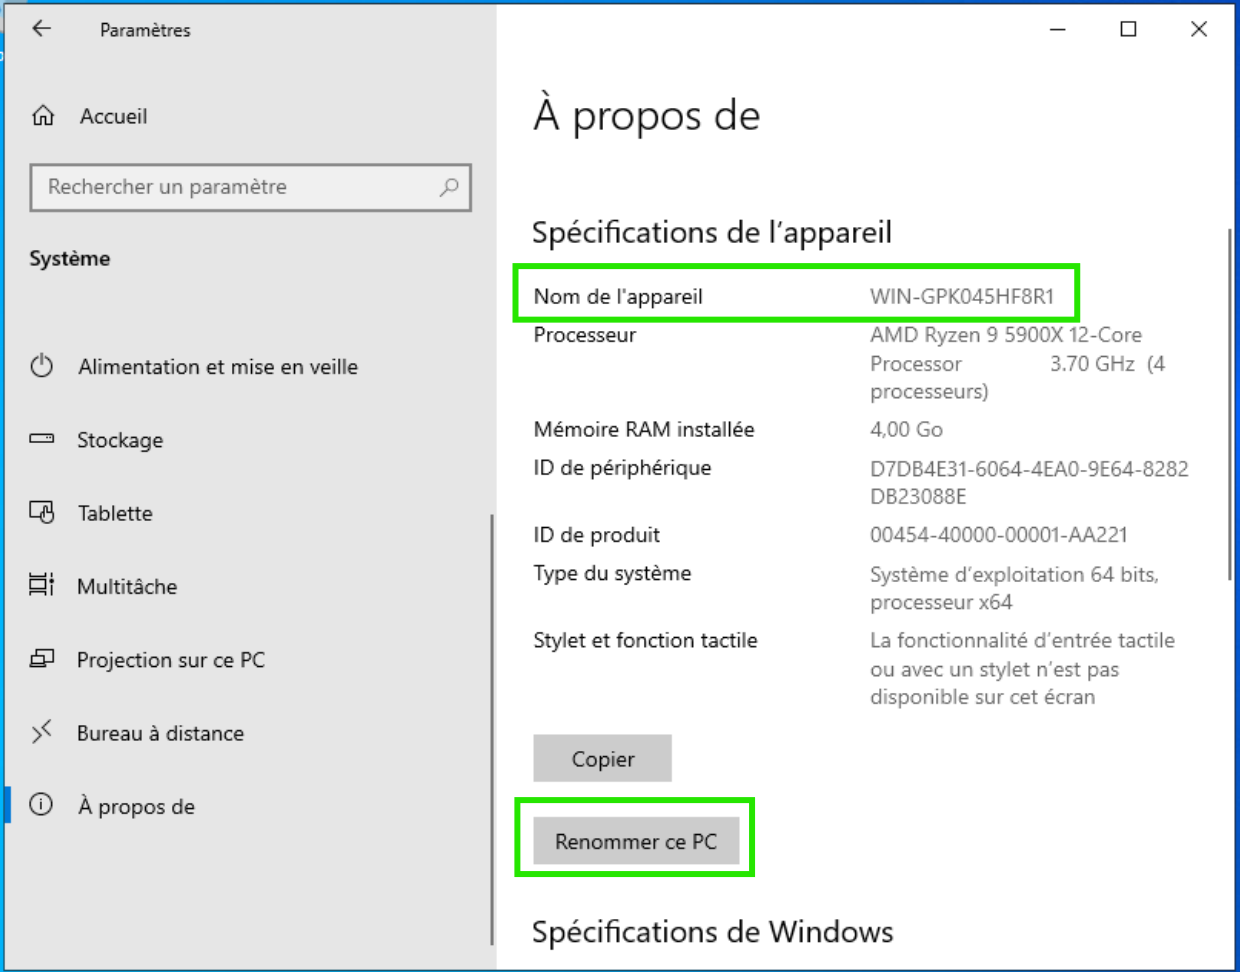 Paramètres
Accueil
Rechercher un paramètre
Système
Alimentation et mise en veille
Stockage
Tablette
Multitâche
Projection sur ce PC
Bureau à distance
À propos de
À propos de
Spécifications de l'appareil
Nom de l'appareil WIN-GPK045HF8R1
Processeur AMD Ryzen 9 5900X 12-Core
Processor 3.70 GHz (4
processeurs)
Mémoire RAM installée 4,00 Go
ID de périphérique D7DB4E31-6064-4EA0-9E64-8282
DB23088E
ID de produit 00454-40000-00001-AA221
Type du système Système d'exploitation 64 bits,
processeur x64
Stylet et fonction tactile La fonctionnalité d'entrée tactile
ou avec un stylet n'est pas
disponible sur cet écran
Copier
Renommer ce PC
Spécifications de Windows